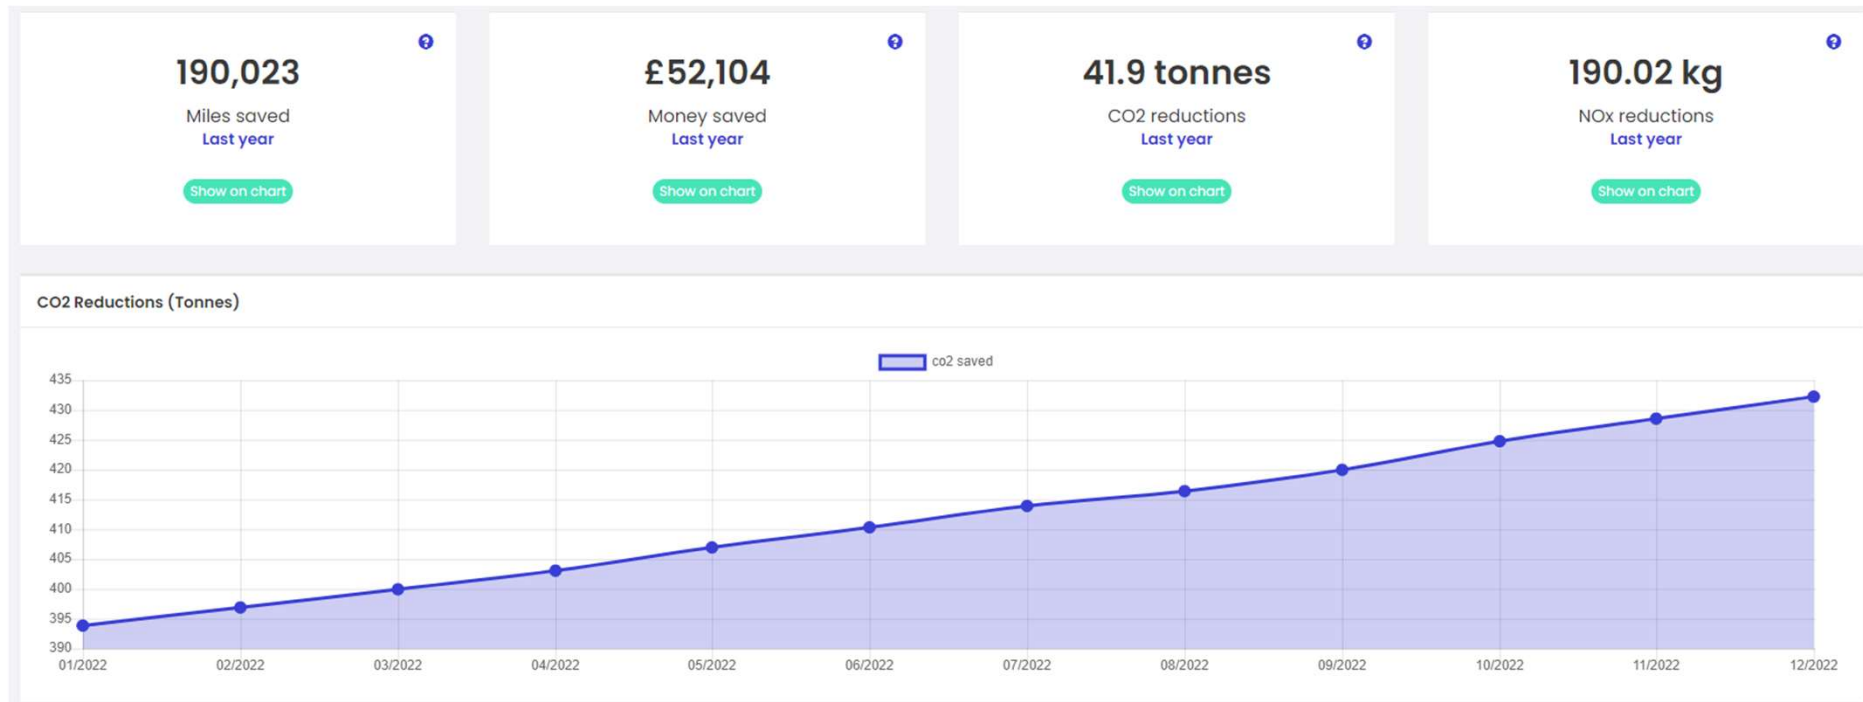 190,023
Miles saved
Last year
Show on chart
£52,104
Money saved
Last year
Show on chart
41.9 tonnes
CO2 reductions
Last year
Show on chart
190.02 kg
NOx reductions
Last year
Show on chart
CO2 Reductions (Tonnes)
co2 saved
435
430
425
420
415
410
405
400
395
390
01/2022 02/2022 03/2022 04/2022 05/2022 06/2022 07/2022 08/2022 09/2022 10/2022 11/2022 12/2022